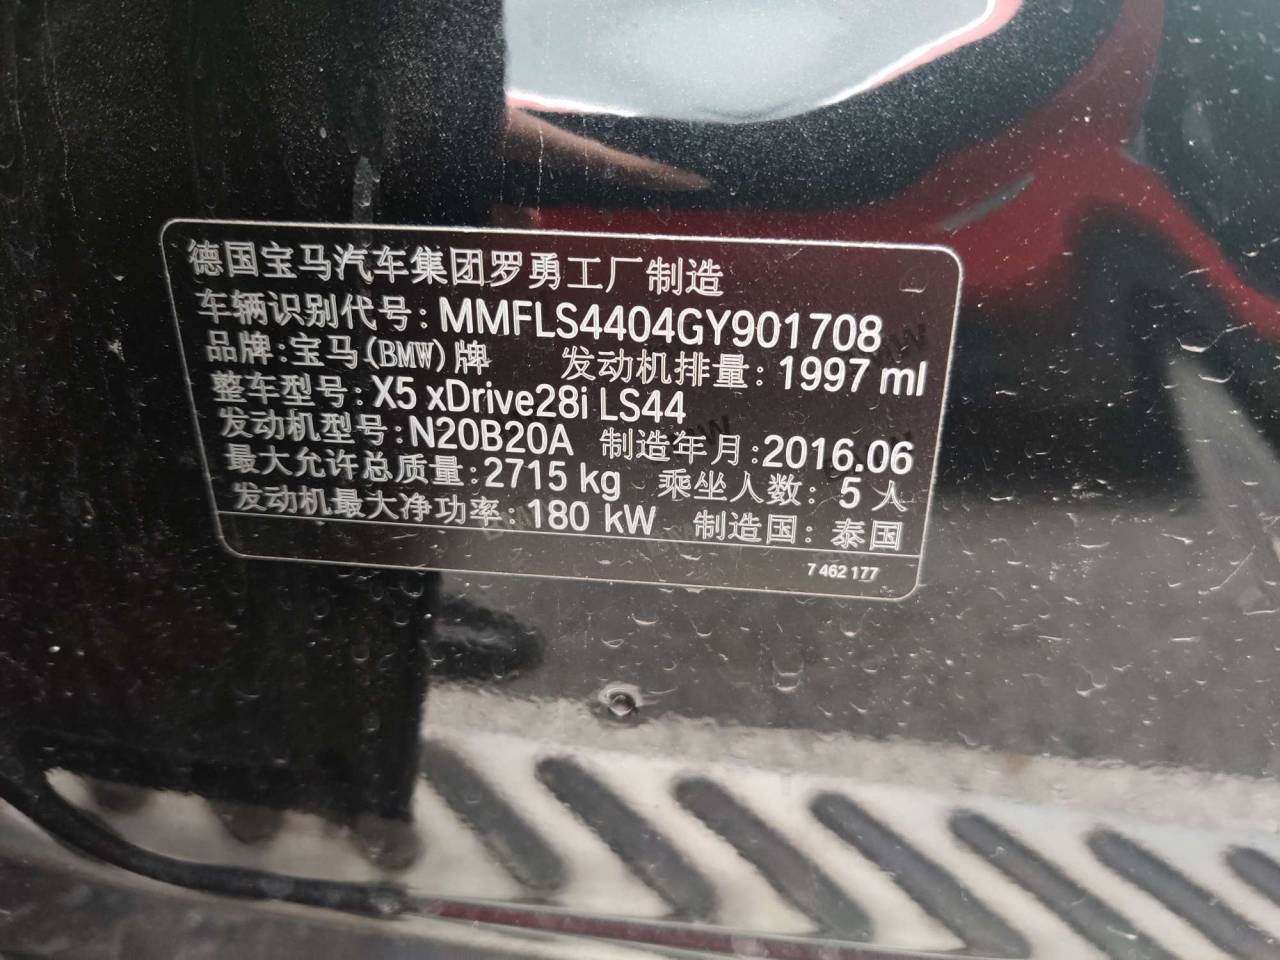 德国宝马汽车集团罗勇工厂制造
车辆识别代号: MMFLS4404GY901708
品牌: 宝马(BMW)牌 发动机排量: 1997 ml
整车型号: X5 xDrive28i LS44
发动机型号: N20B20A 制造年月: 2016.06
最大允许总质量: 2715 kg 乘坐人数: 5 人
发动机最大净功率: 180 kW 制造国: 泰国
7 462 177